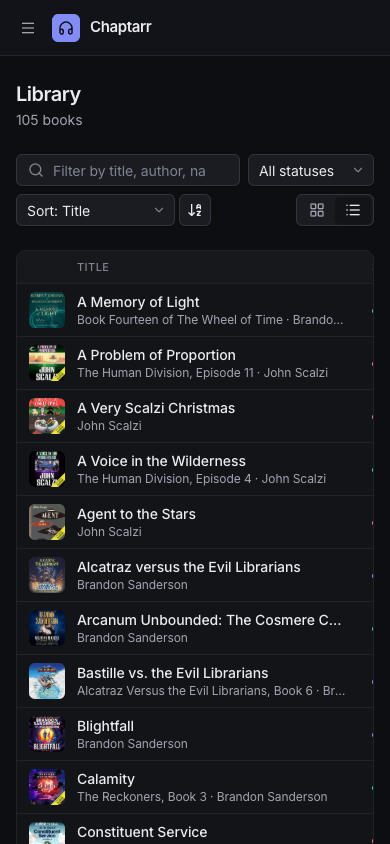 Chaptarr
Library
105 books
Filter by title, author, na
All statuses
Sort: Title
TITLE
A Memory of Light
Book Fourteen of The Wheel of Time · Brando...
A Problem of Proportion
The Human Division, Episode 11 · John Scalzi
A Very Scalzi Christmas
John Scalzi
A Voice in the Wilderness
The Human Division, Episode 4 · John Scalzi
Agent to the Stars
John Scalzi
Alcatraz versus the Evil Librarians
Brandon Sanderson
Arcanum Unbounded: The Cosmere C...
Brandon Sanderson
Bastille vs. the Evil Librarians
Alcatraz Versus the Evil Librarians, Book 6 · Br...
Blightfall
Brandon Sanderson
Calamity
The Reckoners, Book 3 · Brandon Sanderson
Constituent Service